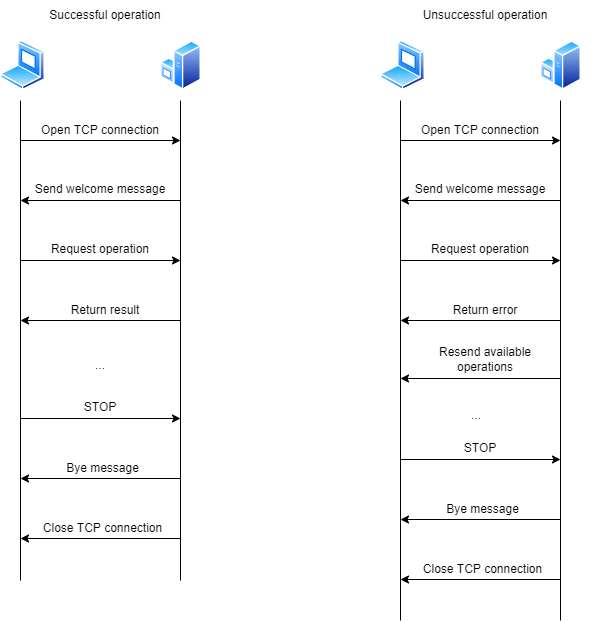 Successful operation
Open TCP connection
Send welcome message
Request operation
Return result
...
STOP
Bye message
Close TCP connection
Unsuccessful operation
Open TCP connection
Send welcome message
Request operation
Return error
Resend available
operations
...
STOP
Bye message
Close TCP connection